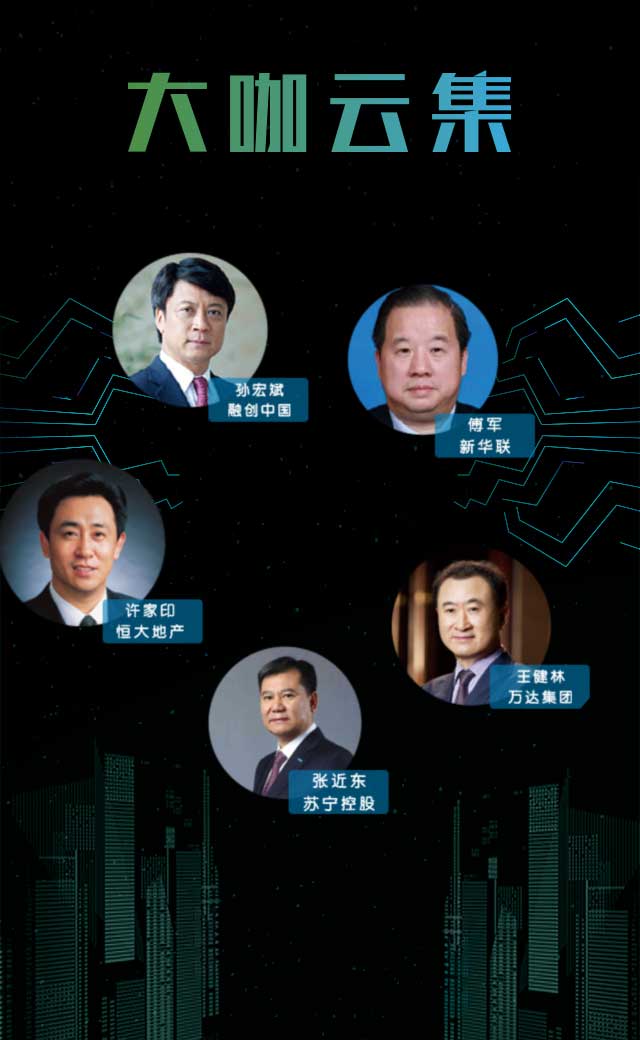 大咖云集
孙宏斌
融创中国
傅军
新华联
许家印
恒大地产
王健林
万达集团
张近东
苏宁控股